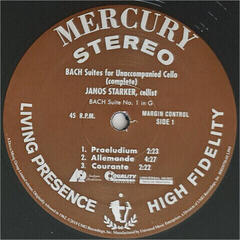 MERCURY
STEREO
BACH Suites for Unaccompanied Cello
(complete)
JANOS STARKER, cellist
BACH Suite No. 1 in G
45 R.P.M.
MARGIN CONTROL
SIDE 1
1. Praeludium 2:23
2. Allemande 4:27
3. Courante 2:22
LIVING PRESENCE
HIGH FIDELITY